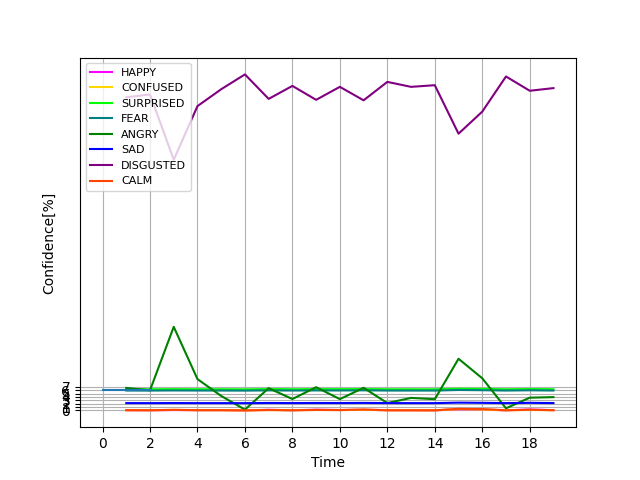 HAPPY
CONFUSED
SURPRISED
FEAR
ANGRY
SAD
DISGUSTED
CALM
Confidence[%]
7
0 2 4 6 8 10 12 14 16 18
Time